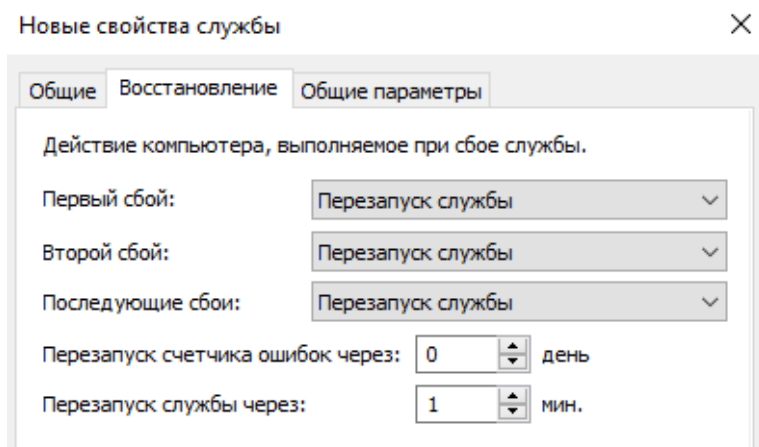 Новые свойства службы
Общие Восстановление Общие параметры
Действие компьютера, выполняемое при сбое службы.
Первый сбой: Перезапуск службы
Второй сбой: Перезапуск службы
Последующие сбои: Перезапуск службы
Перезапуск счетчика ошибок через: 0 день
Перезапуск службы через: 1 мин.